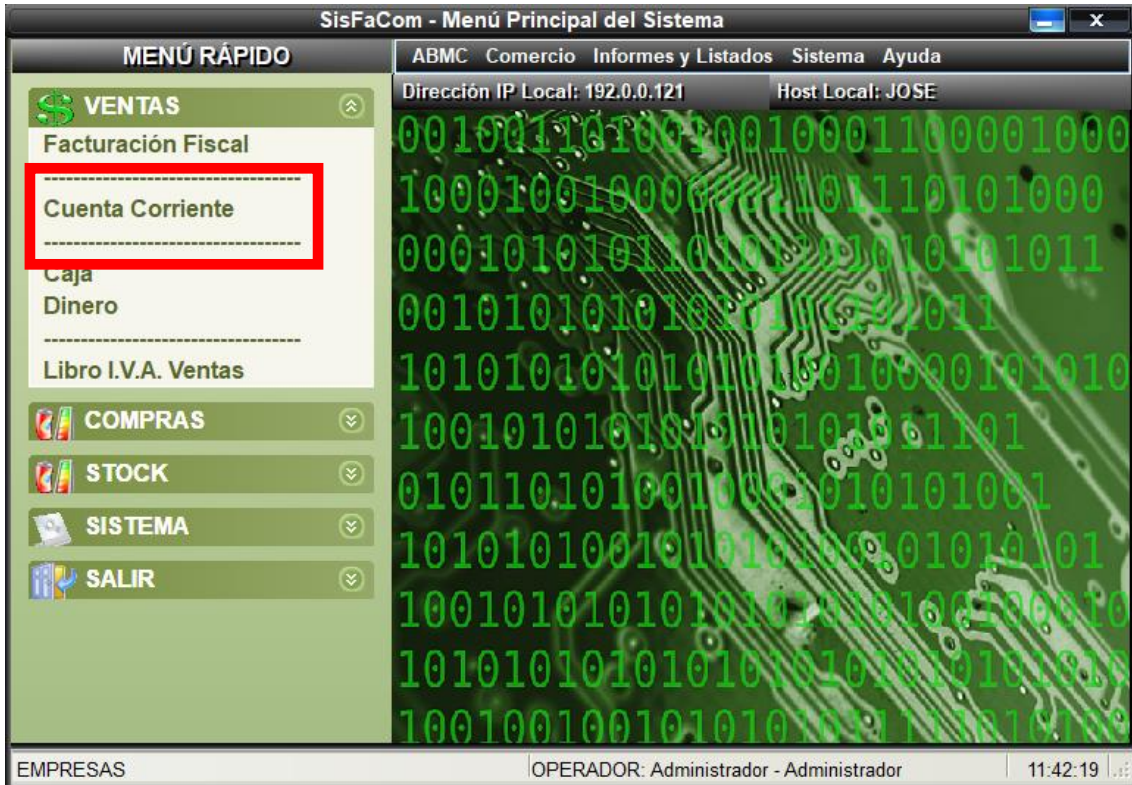 SisFaCom - Menú Principal del Sistema
X
MENÚ RÁPIDO
ABMC Comercio Informes y Listados Sistema Ayuda
Dirección IP Local: 192.0.0.121 Host Local: JOSE
VENTAS
Facturación Fiscal
-----------------------------------
Cuenta Corriente
-----------------------------------
Caja
Dinero
-----------------------------------
Libro I.V.A. Ventas
COMPRAS
STOCK
SISTEMA
SALIR
EMPRESAS
OPERADOR: Administrador - Administrador
11:42:19